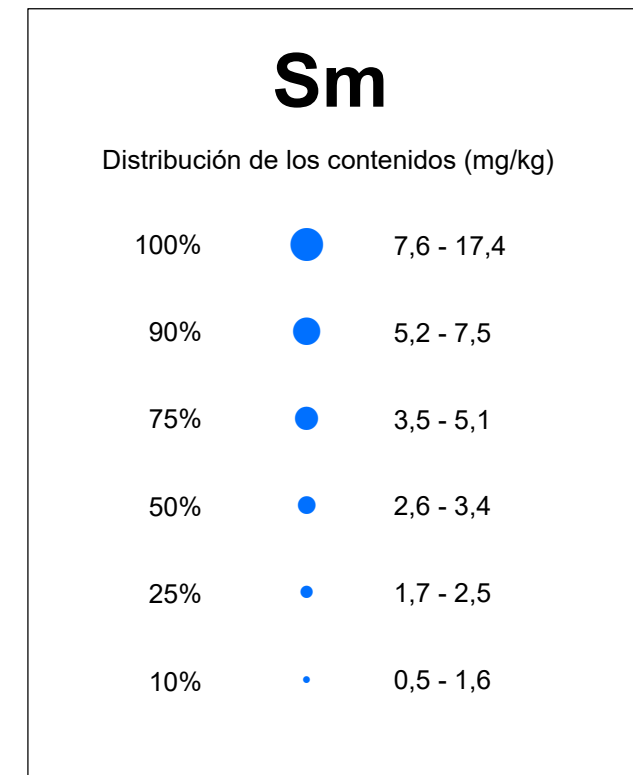 Sm
Distribución de los contenidos (mg/kg)
100% 7,6 - 17,4
90% 5,2 - 7,5
75% 3,5 - 5,1
50% 2,6 - 3,4
25% 1,7 - 2,5
10% 0,5 - 1,6